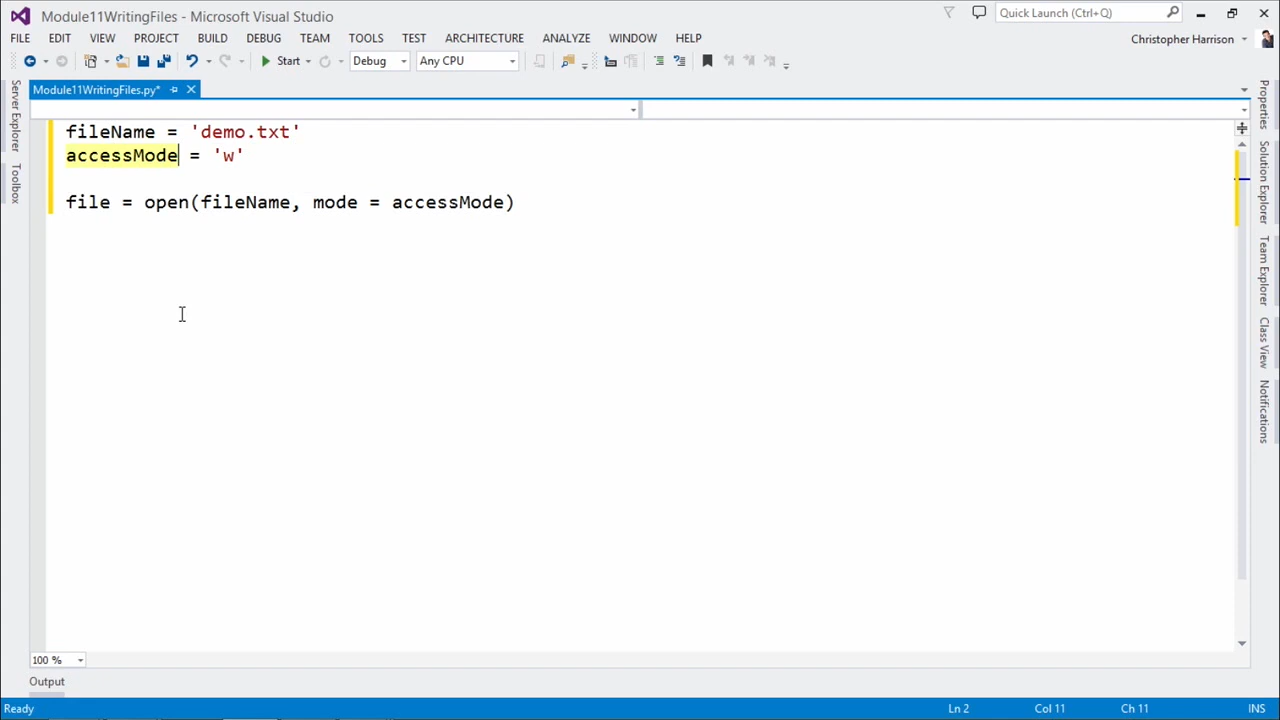 Module11WritingFiles - Microsoft Visual Studio
Quick Launch (Ctrl+Q)
FILE EDIT VIEW PROJECT BUILD DEBUG TEAM TOOLS TEST ARCHITECTURE ANALYZE WINDOW HELP
Christopher Harrison
Start Debug Any CPU
Module11WritingFiles.py*
Server Explorer
Toolbox
fileName = 'demo.txt'
accessMode = 'w'
file = open(fileName, mode = accessMode)
Properties
Solution Explorer
Team Explorer
Class View
Notifications
100 %
Output
Ready Ln 2 Col 11 Ch 11 INS